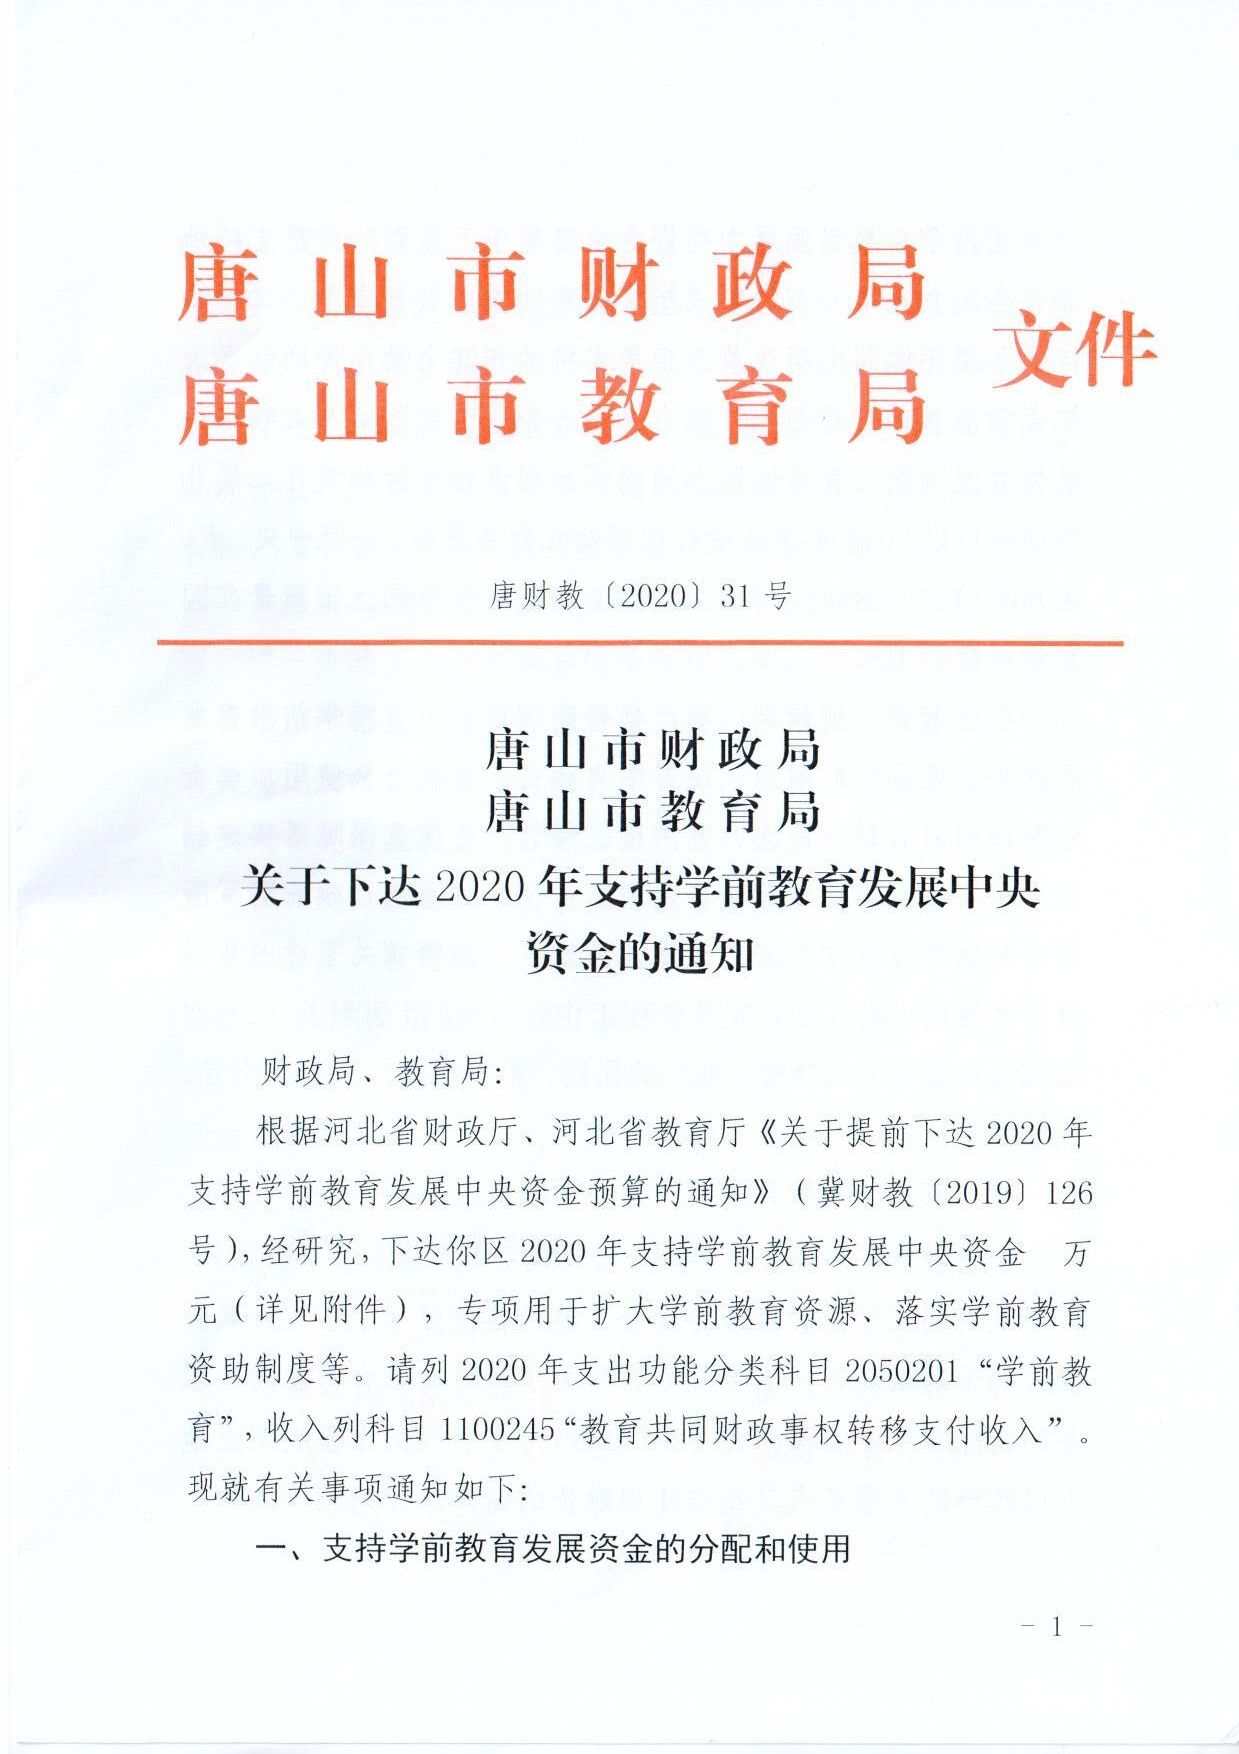 唐山市财政局
唐山市教育局
文件
唐财教〔2020〕31号
唐山市财政局
唐山市教育局
关于下达2020年支持学前教育发展中央
资金的通知
财政局、教育局：
根据河北省财政厅、河北省教育厅《关于提前下达2020年
支持学前教育发展中央资金预算的通知》（冀财教〔2019〕126
号），经研究，下达你区2020年支持学前教育发展中央资金 万
元（详见附件），专项用于扩大学前教育资源、落实学前教育
资助制度等。请列2020年支出功能分类科目2050201“学前教
育”，收入列科目1100245“教育共同财政事权转移支付收入”。
现就有关事项通知如下：
一、支持学前教育发展资金的分配和使用
- 1 -